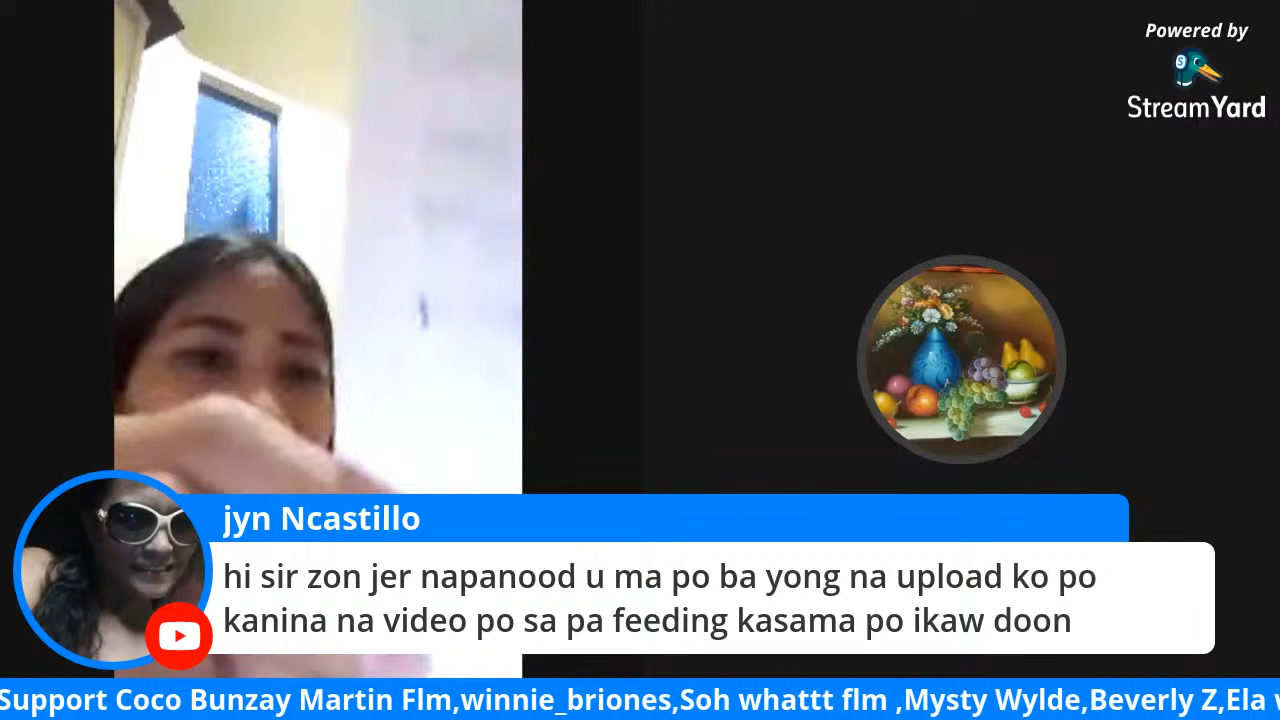 Powered by
StreamYard
jyn Ncastillo
hi sir zon jer napanood u ma po ba yong na upload ko po
kanina na video po sa pa feeding kasama po ikaw doon
Support Coco Bunzay Martin Flm,winnie_briones,Soh whattt flm ,Mysty Wylde,Beverly Z,Ela